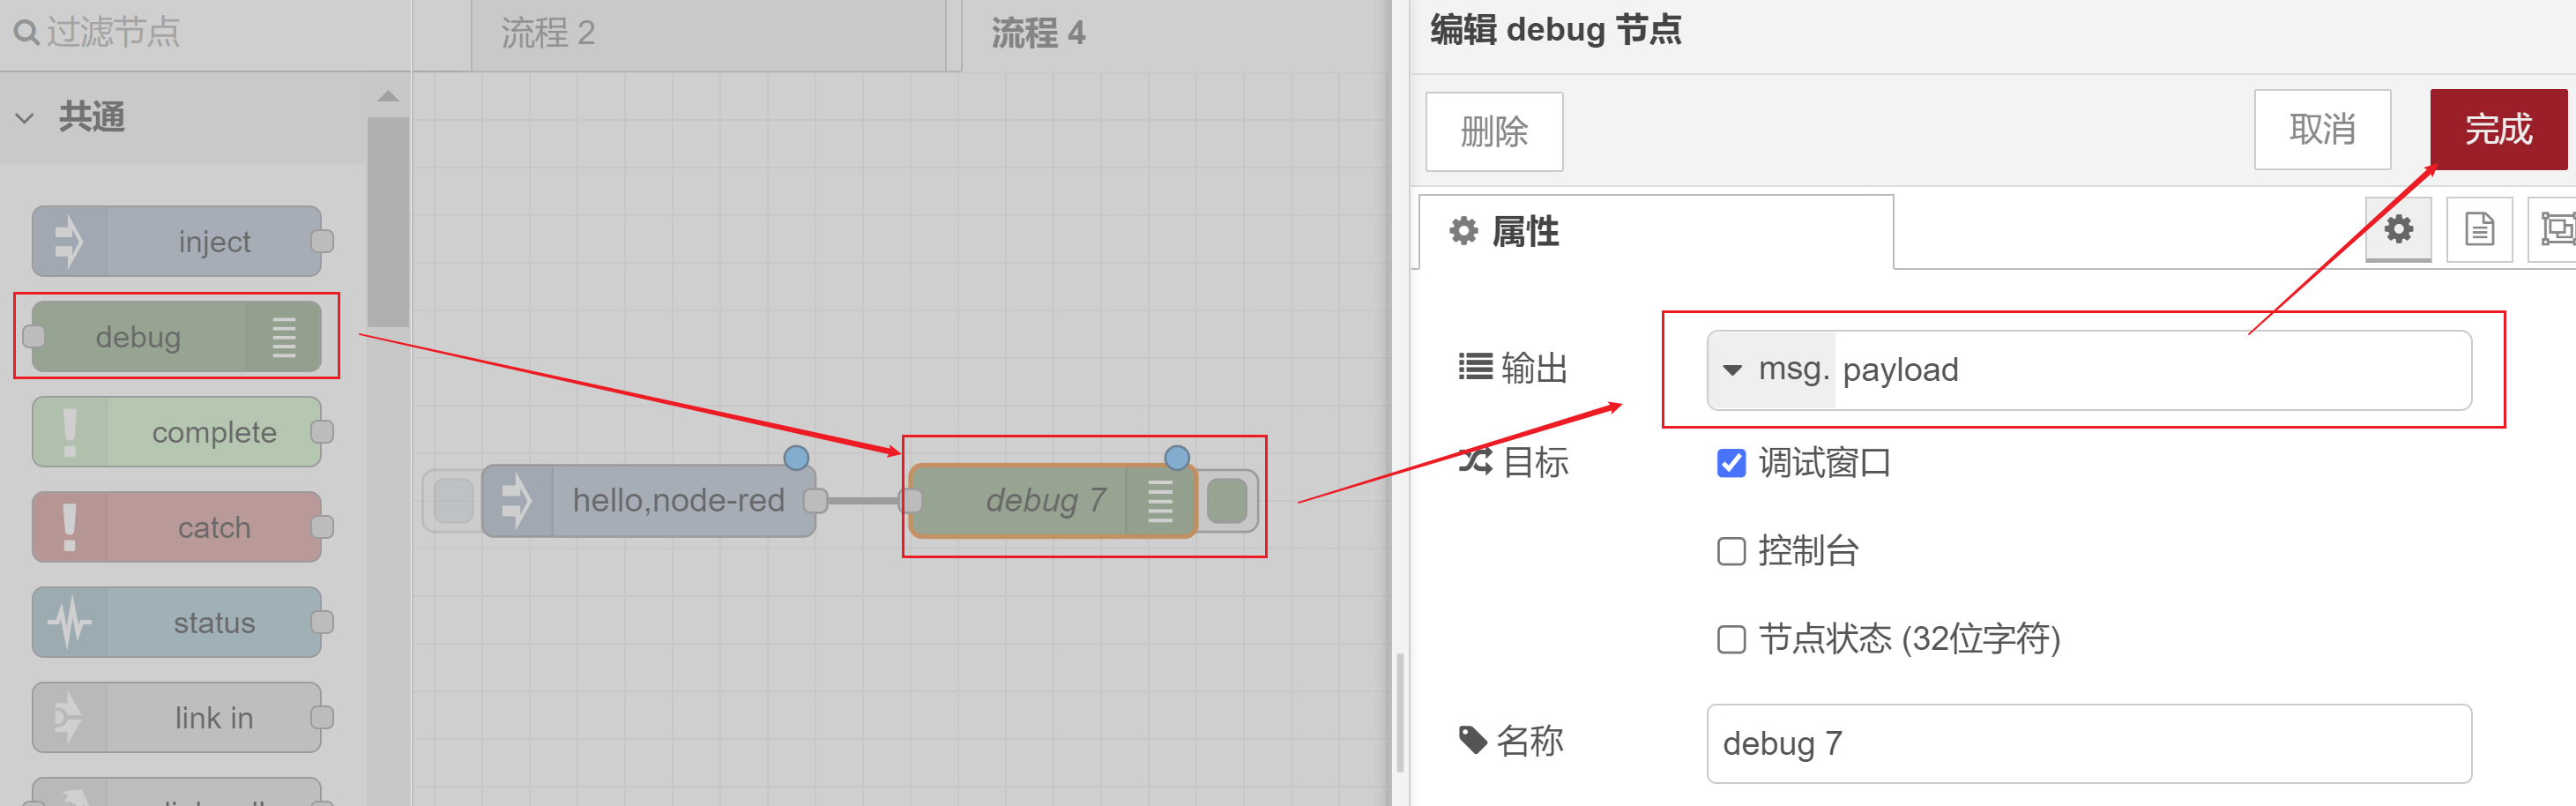 过滤节点
共通
inject
debug
complete
catch
status
link in
流程 2
流程 4
hello,node-red
debug 7
编辑 debug 节点
删除
取消
完成
属性
输出
msg. payload
目标
调试窗口
控制台
节点状态 (32位字符)
名称
debug 7